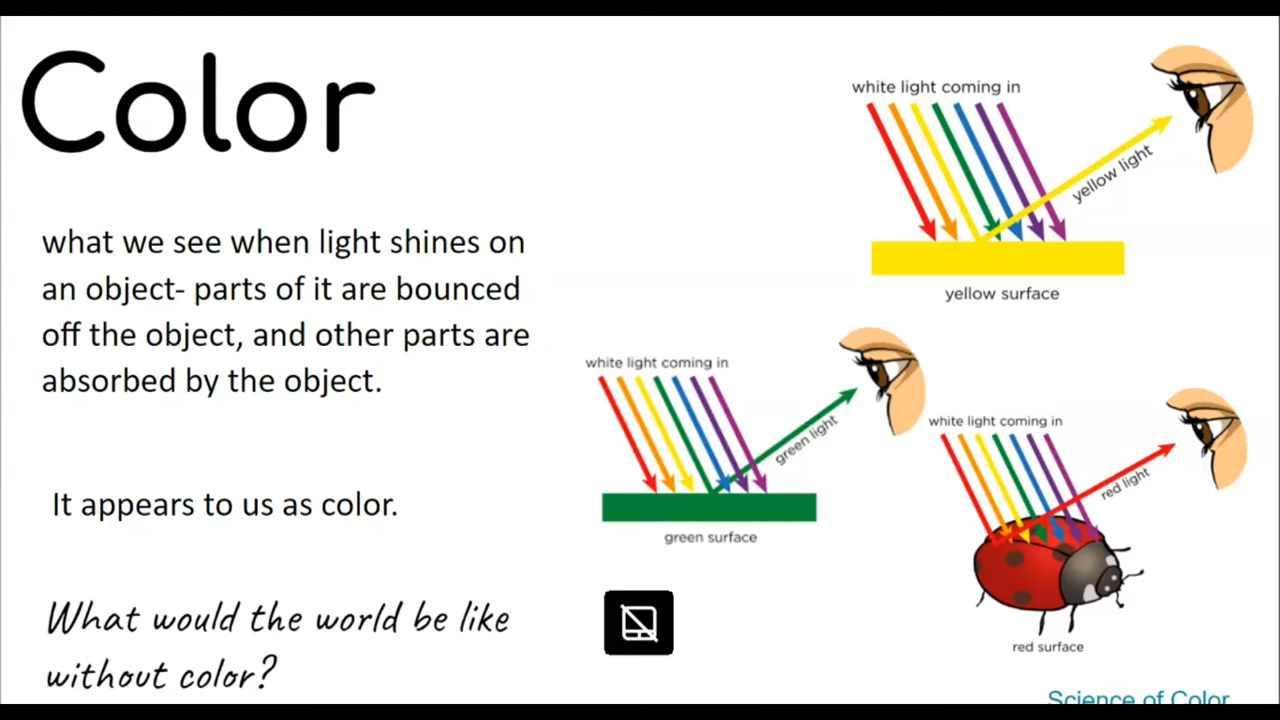 Color
what we see when light shines on
an object- parts of it are bounced
off the object, and other parts are
absorbed by the object.
It appears to us as color.
What would the world be like
without color?
white light coming in
yellow light
yellow surface
white light coming in
green light
green surface
white light coming in
red light
red surface
Science of Color